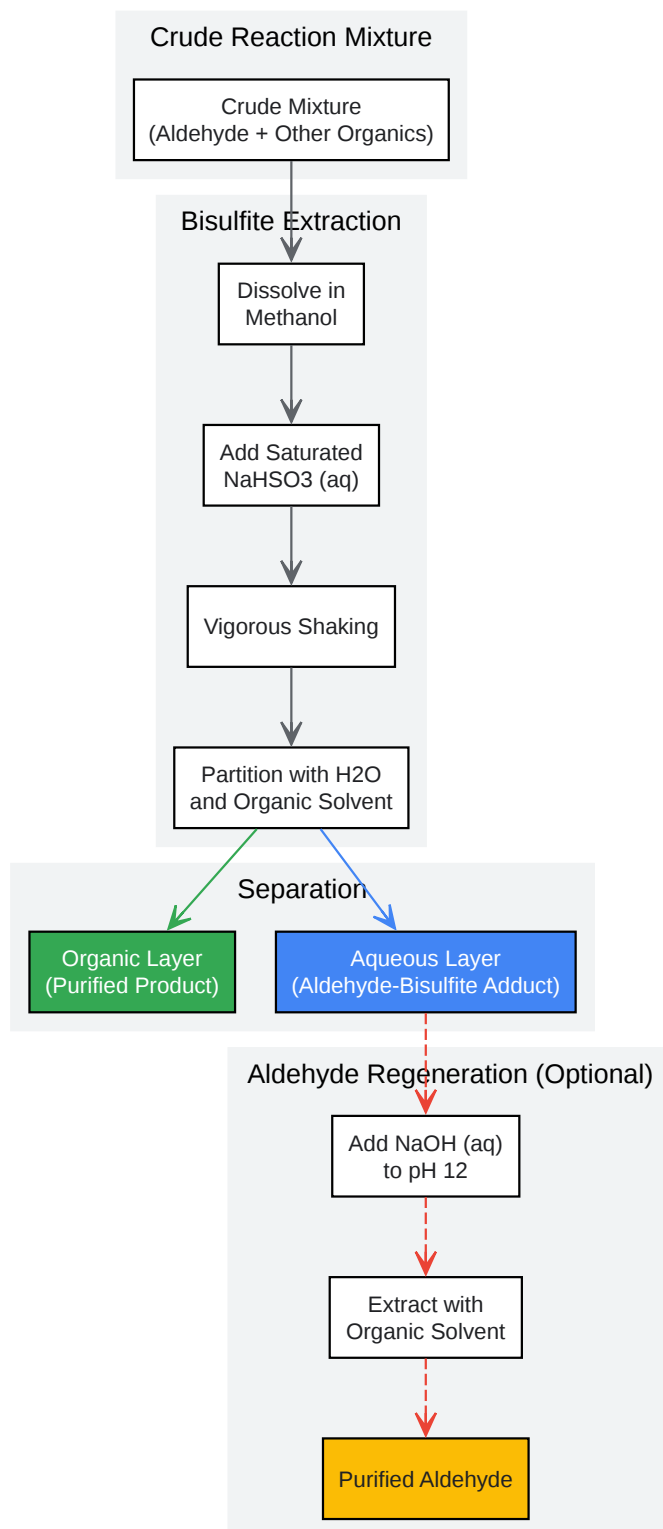 Crude Reaction Mixture
Crude Mixture
(Aldehyde + Other Organics)
Bisulfite Extraction
Dissolve in
Methanol
Add Saturated
NaHSO3 (aq)
Vigorous Shaking
Partition with H2O
and Organic Solvent
Separation
Organic Layer
(Purified Product)
Aqueous Layer
(Aldehyde-Bisulfite Adduct)
Aldehyde Regeneration (Optional)
Add NaOH (aq)
to pH 12
Extract with
Organic Solvent
Purified Aldehyde